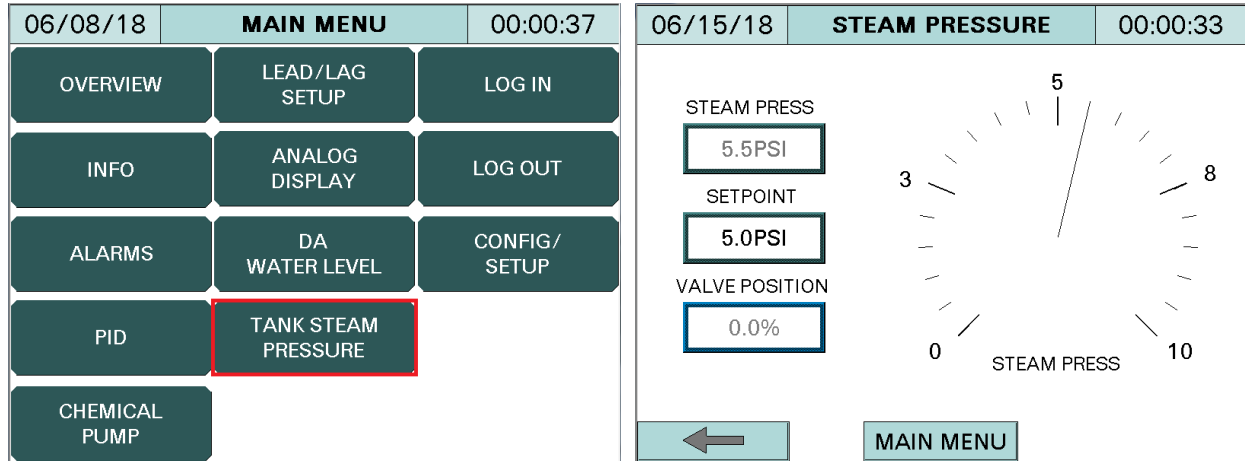 06/08/18 MAIN MENU 00:00:37
OVERVIEW
LEAD/LAG
SETUP
LOG IN
INFO
ANALOG
DISPLAY
LOG OUT
ALARMS
DA
WATER LEVEL
CONFIG/
SETUP
PID
TANK STEAM
PRESSURE
CHEMICAL
PUMP
06/15/18 STEAM PRESSURE 00:00:33
STEAM PRESS
5.5PSI
SETPOINT
5.0PSI
VALVE POSITION
0.0%
0
3
5
8
10
STEAM PRESS
MAIN MENU